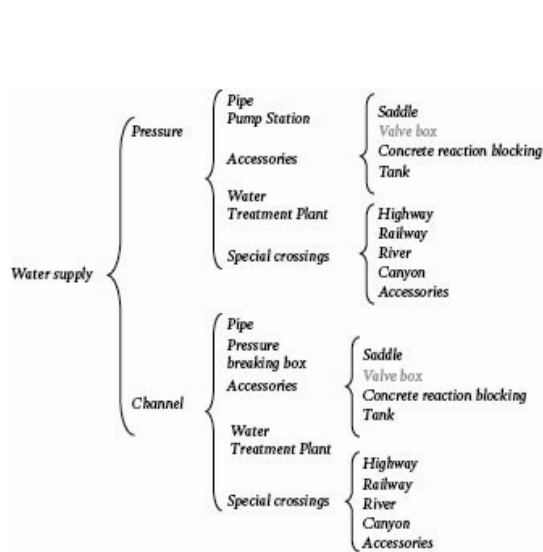 Water supply
Pressure
Pipe
Pump Station
Accessories
Saddle
Valve box
Concrete reaction blocking
Tank
Water
Treatment Plant
Special crossings
Highway
Railway
River
Canyon
Accessories
Channel
Pipe
Pressure
breaking box
Accessories
Saddle
Valve box
Concrete reaction blocking
Tank
Water
Treatment Plant
Special crossings
Highway
Railway
River
Canyon
Accessories